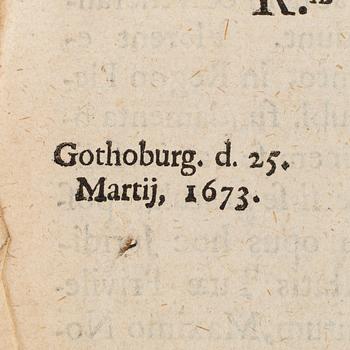 Gothoburg. d. 25.
Martij, 1673.